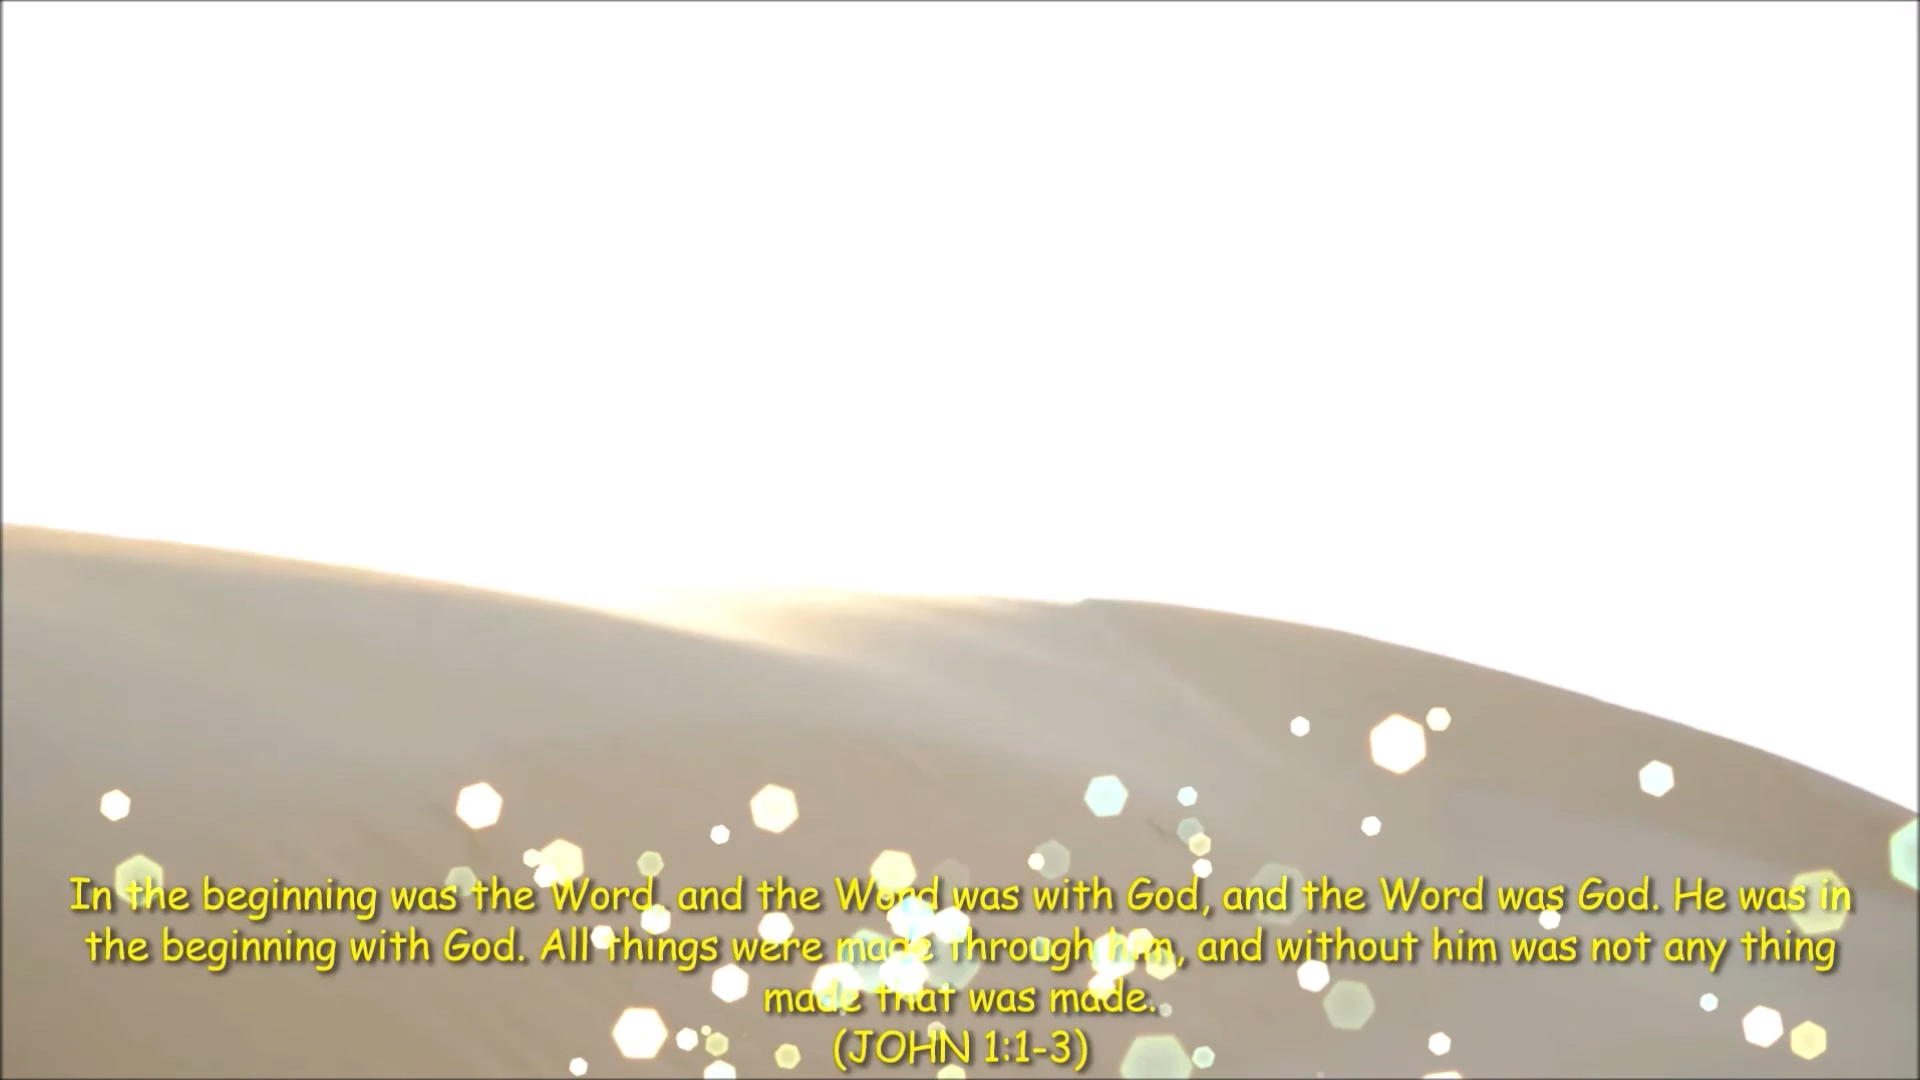 In the beginning was the Word, and the Word was with God, and the Word was God. He was in
the beginning with God. All things were made through him, and without him was not any thing
made that was made.
(JOHN 1:1-3)